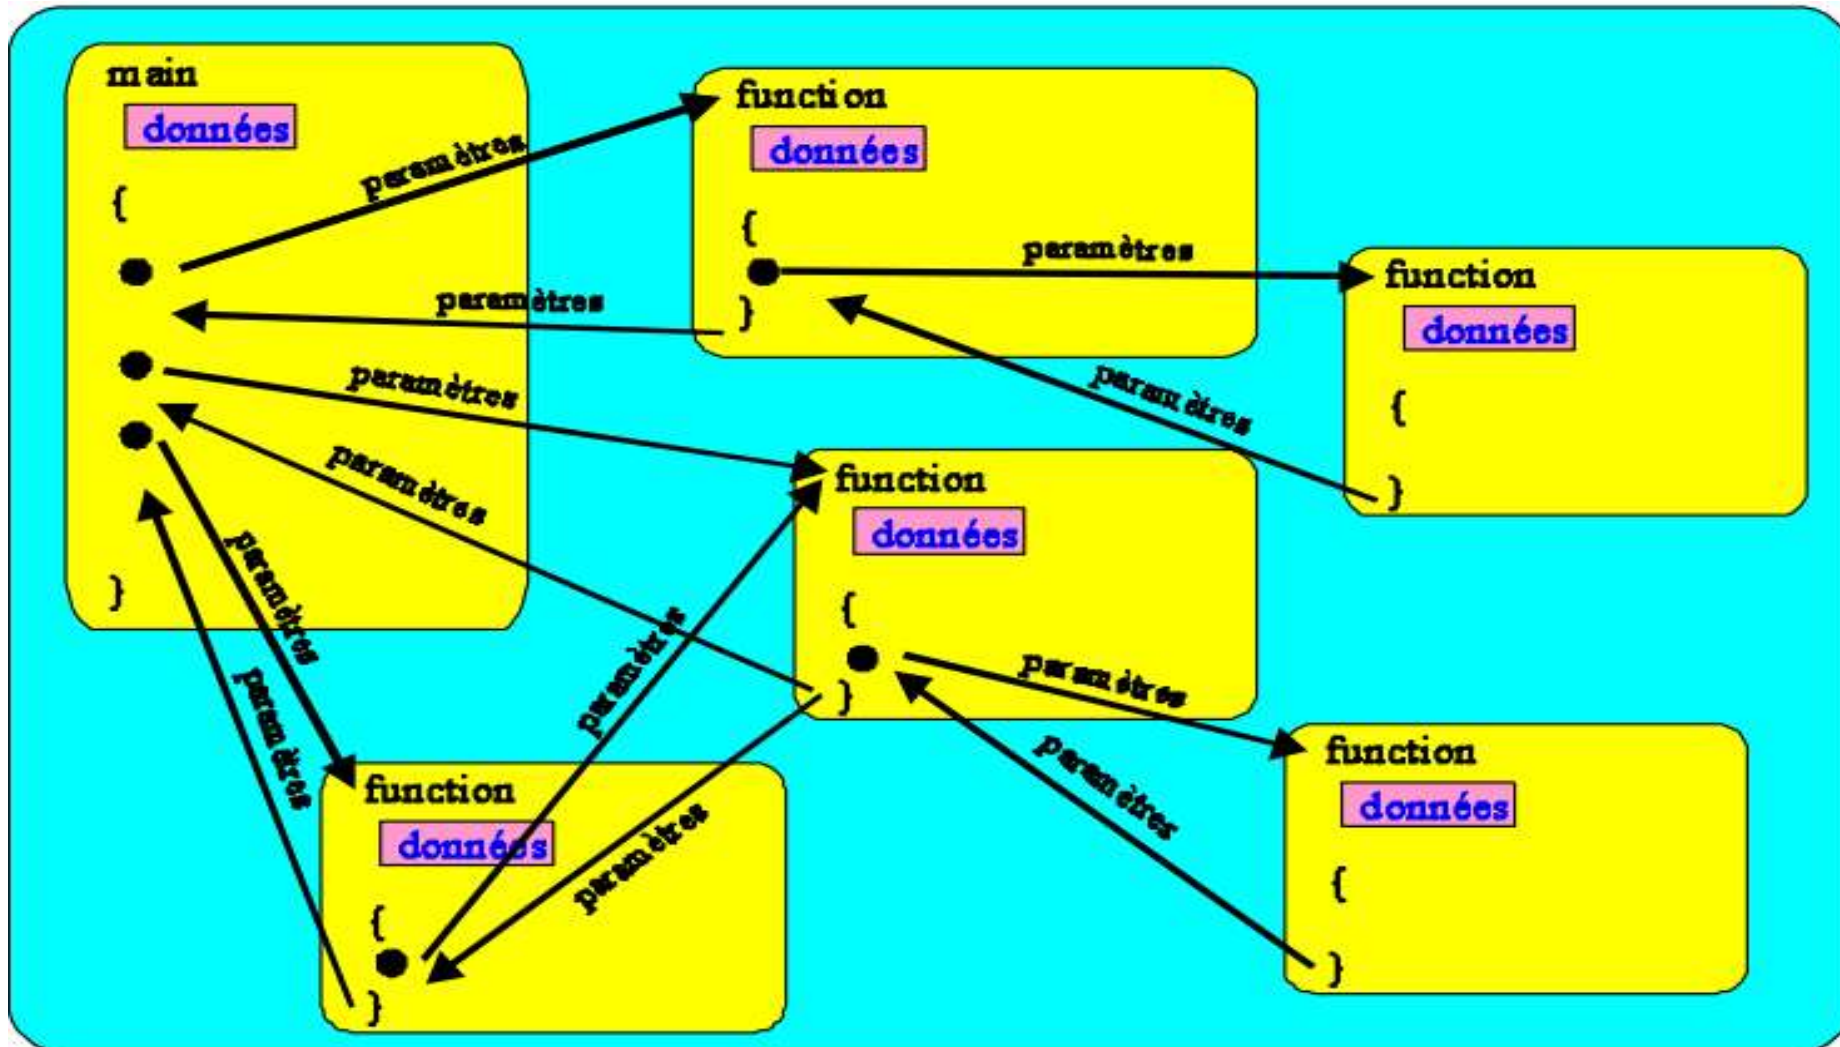 main
données
{
}
paramètres
function
données
{
}
paramètres
paramètres
function
données
{
}
paramètres
paramètres
paramètres
function
données
{
}
paramètres
paramètres
paramètres
function
données
{
}
paramètres
paramètres
function
données
{
}
paramètres
paramètres